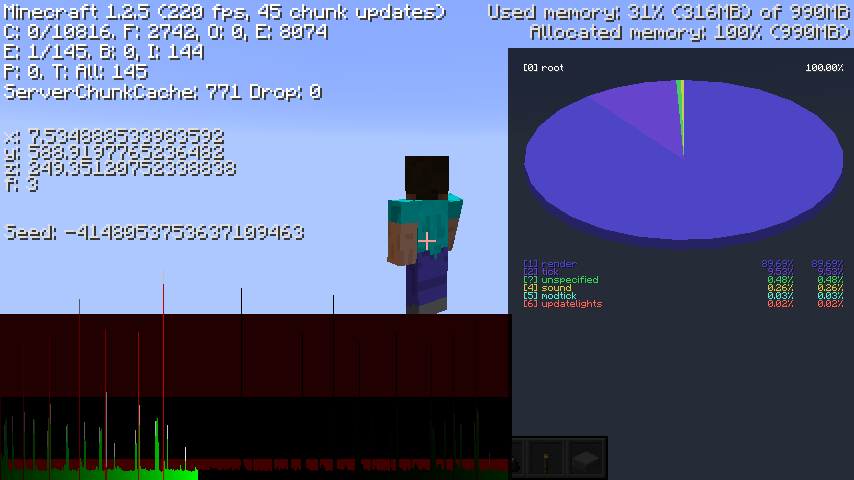 Minecraft 1.2.5 (220 fps, 45 chunk updates)
C: 0/10816. F: 2742, O: 0, E: 8074
E: 1/145. B: 0, I: 144
P: 0. T: All: 145
ServerChunkCache: 771 Drop: 0
x: 7.534888533983592
y: 588.9197765236482
z: 249.35120752338838
f: 3
Seed: -4148053753637109463
Used memory: 31% (316MB) of 990MB
Allocated memory: 100% (990MB)
[0] root 100.00%
[1] render 89.69% 89.69%
[2] tick 9.53% 9.53%
[?] unspecified 0.48% 0.48%
[4] sound 0.26% 0.26%
[5] modtick 0.03% 0.03%
[6] updatelights 0.02% 0.02%